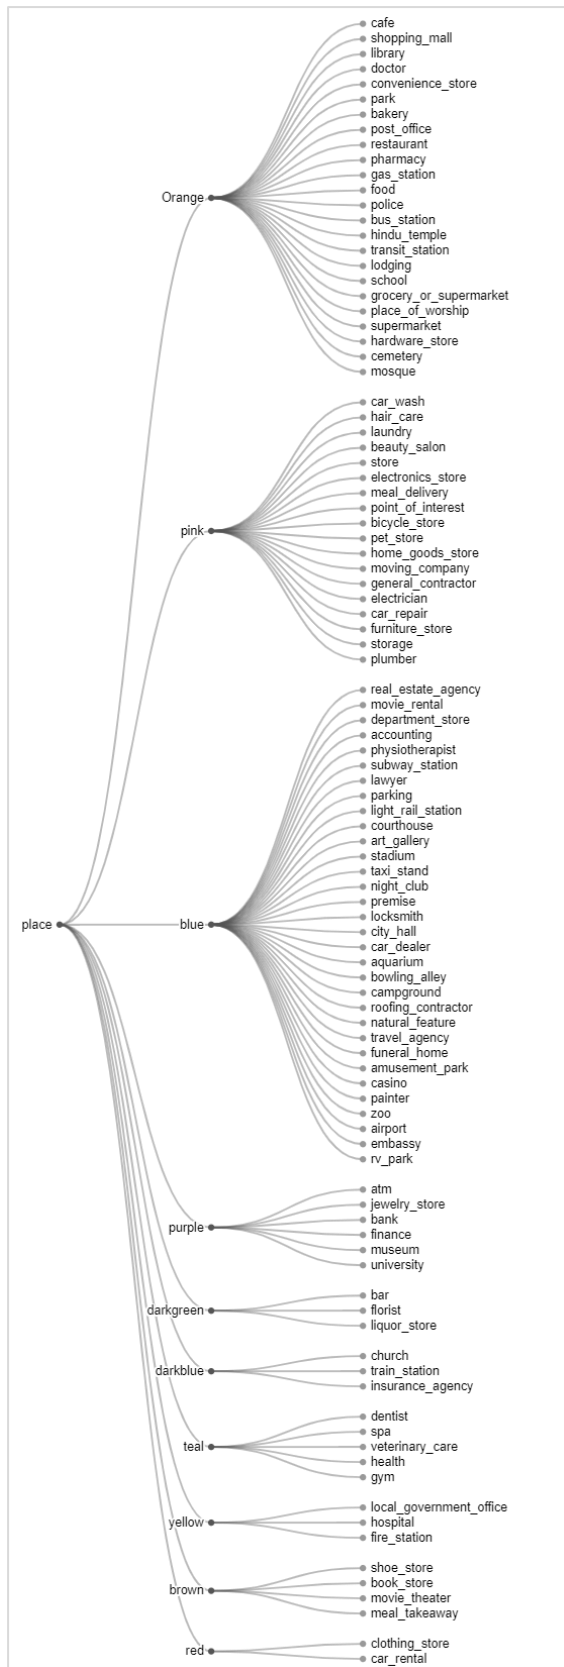 place
Orange
cafe
shopping_mall
library
doctor
convenience_store
park
bakery
post_office
restaurant
pharmacy
gas_station
food
police
bus_station
hindu_temple
transit_station
lodging
school
grocery_or_supermarket
place_of_worship
supermarket
hardware_store
cemetery
mosque
pink
car_wash
hair_care
laundry
beauty_salon
store
electronics_store
meal_delivery
point_of_interest
bicycle_store
pet_store
home_goods_store
moving_company
general_contractor
electrician
car_repair
furniture_store
storage
plumber
blue
real_estate_agency
movie_rental
department_store
accounting
physiotherapist
subway_station
lawyer
parking
light_rail_station
courthouse
art_gallery
stadium
taxi_stand
night_club
premise
locksmith
city_hall
car_dealer
aquarium
bowling_alley
campground
roofing_contractor
natural_feature
travel_agency
funeral_home
amusement_park
casino
painter
zoo
airport
embassy
rv_park
purple
atm
jewelry_store
bank
finance
museum
university
darkgreen
bar
florist
liquor_store
darkblue
church
train_station
insurance_agency
teal
dentist
spa
veterinary_care
health
gym
yellow
local_government_office
hospital
fire_station
brown
shoe_store
book_store
movie_theater
meal_takeaway
red
clothing_store
car_rental